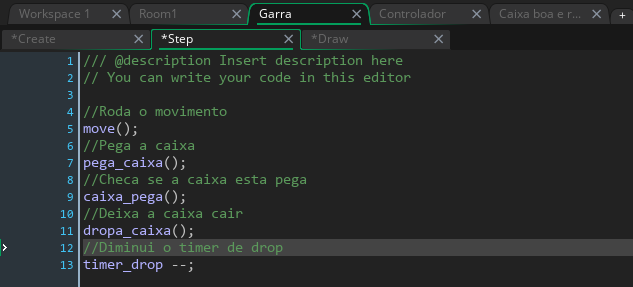 Workspace 1 Room1 Garra Controlador Caixa boa e r... +
*Create *Step *Draw
1 /// @description Insert description here
2 // You can write your code in this editor
3
4 //Roda o movimento
5 move();
6 //Pega a caixa
7 pega_caixa();
8 //Checa se a caixa esta pega
9 caixa_pega();
10 //Deixa a caixa cair
11 dropa_caixa();
12 //Diminui o timer de drop
13 timer_drop --;